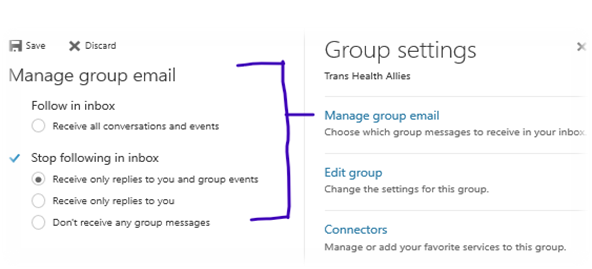 Save
Discard
Manage group email
Follow in inbox
Receive all conversations and events
Stop following in inbox
Receive only replies to you and group events
Receive only replies to you
Don't receive any group messages
Group settings
Trans Health Allies
Manage group email
Choose which group messages to receive in your inbox
Edit group
Change the settings for this group.
Connectors
Manage or add your favorite services to this group.